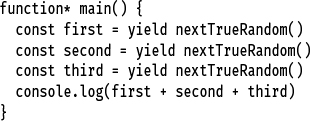 function* main() {
  const first = yield nextTrueRandom()
  const second = yield nextTrueRandom()
  const third = yield nextTrueRandom()
  console.log(first + second + third)
}